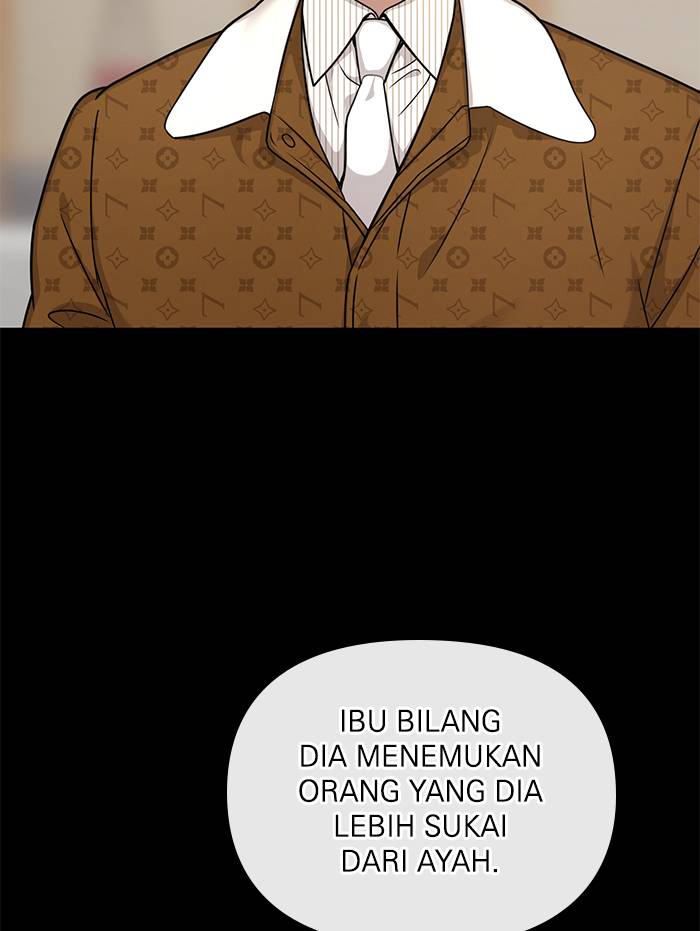 IBU BILANG
DIA MENEMUKAN
ORANG YANG DIA
LEBIH SUKAI
DARI AYAH.